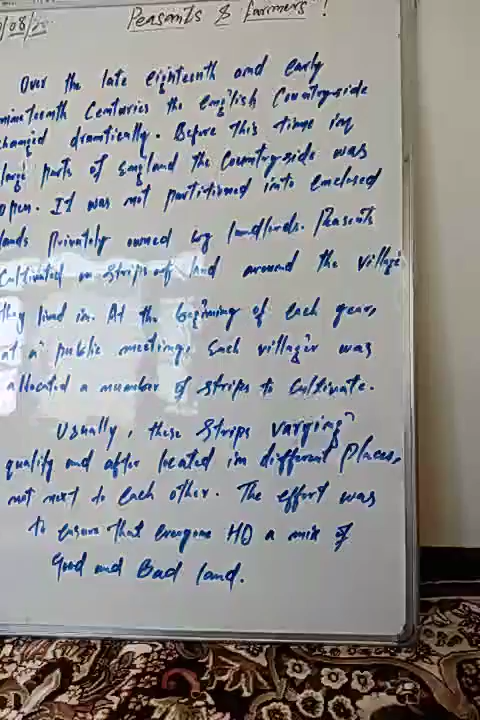 /08/20 Peasants & farmers!
Over the late eighteenth and early
nineteenth Centuries the english Countryside
changed dramtically. Before this time in
large parts of England the Countryside was
open. It was not partitioned into enclosed
lands Privately owned by landlords. Peasents
Cultivated on strips of land around the village
they lived in. At the beginning of each year,
at a public meeting, Each villager was
allocated a number of strips to Cultivate.
Usually, these strips varying
quality and after located in different Places,
not next to Each other. The effort was
to ensure that everyone HD a mix of
Good and Bad land.